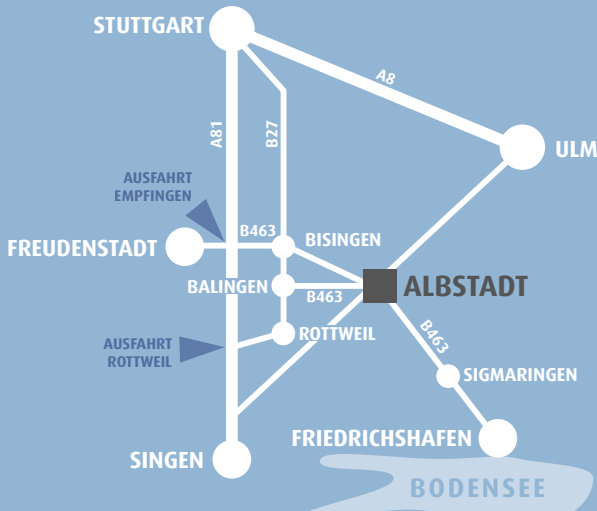 STUTTGART
A8
A81
B27
ULM
AUSFAHRT
EMPFINGEN
B463
FREUDENSTADT
BISINGEN
BALINGEN
B463
ALBSTADT
AUSFAHRT
ROTTWEIL
ROTTWEIL
B463
SIGMARINGEN
FRIEDRICHSHAFEN
SINGEN
BODENSEE